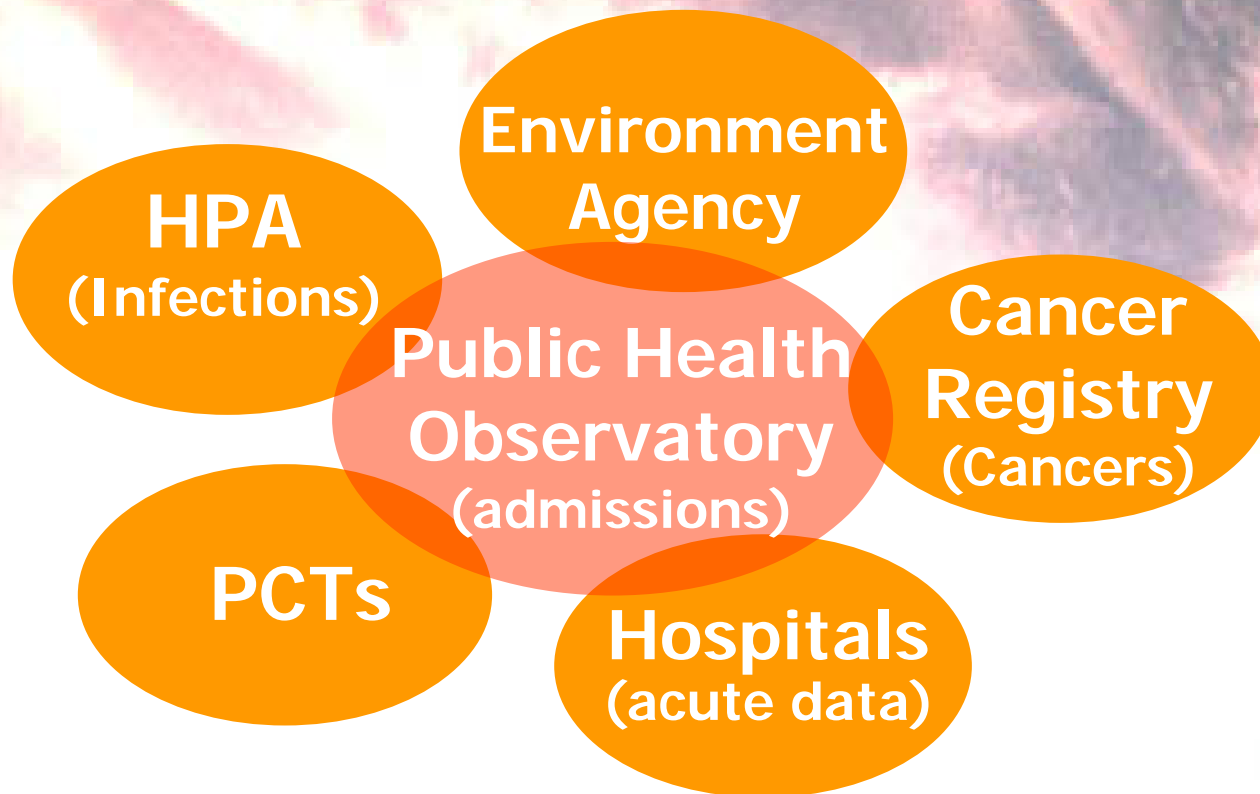 Environment
Agency
HPA
(Infections)
Public Health
Observatory
(admissions)
Cancer
Registry
(Cancers)
PCTs
Hospitals
(acute data)